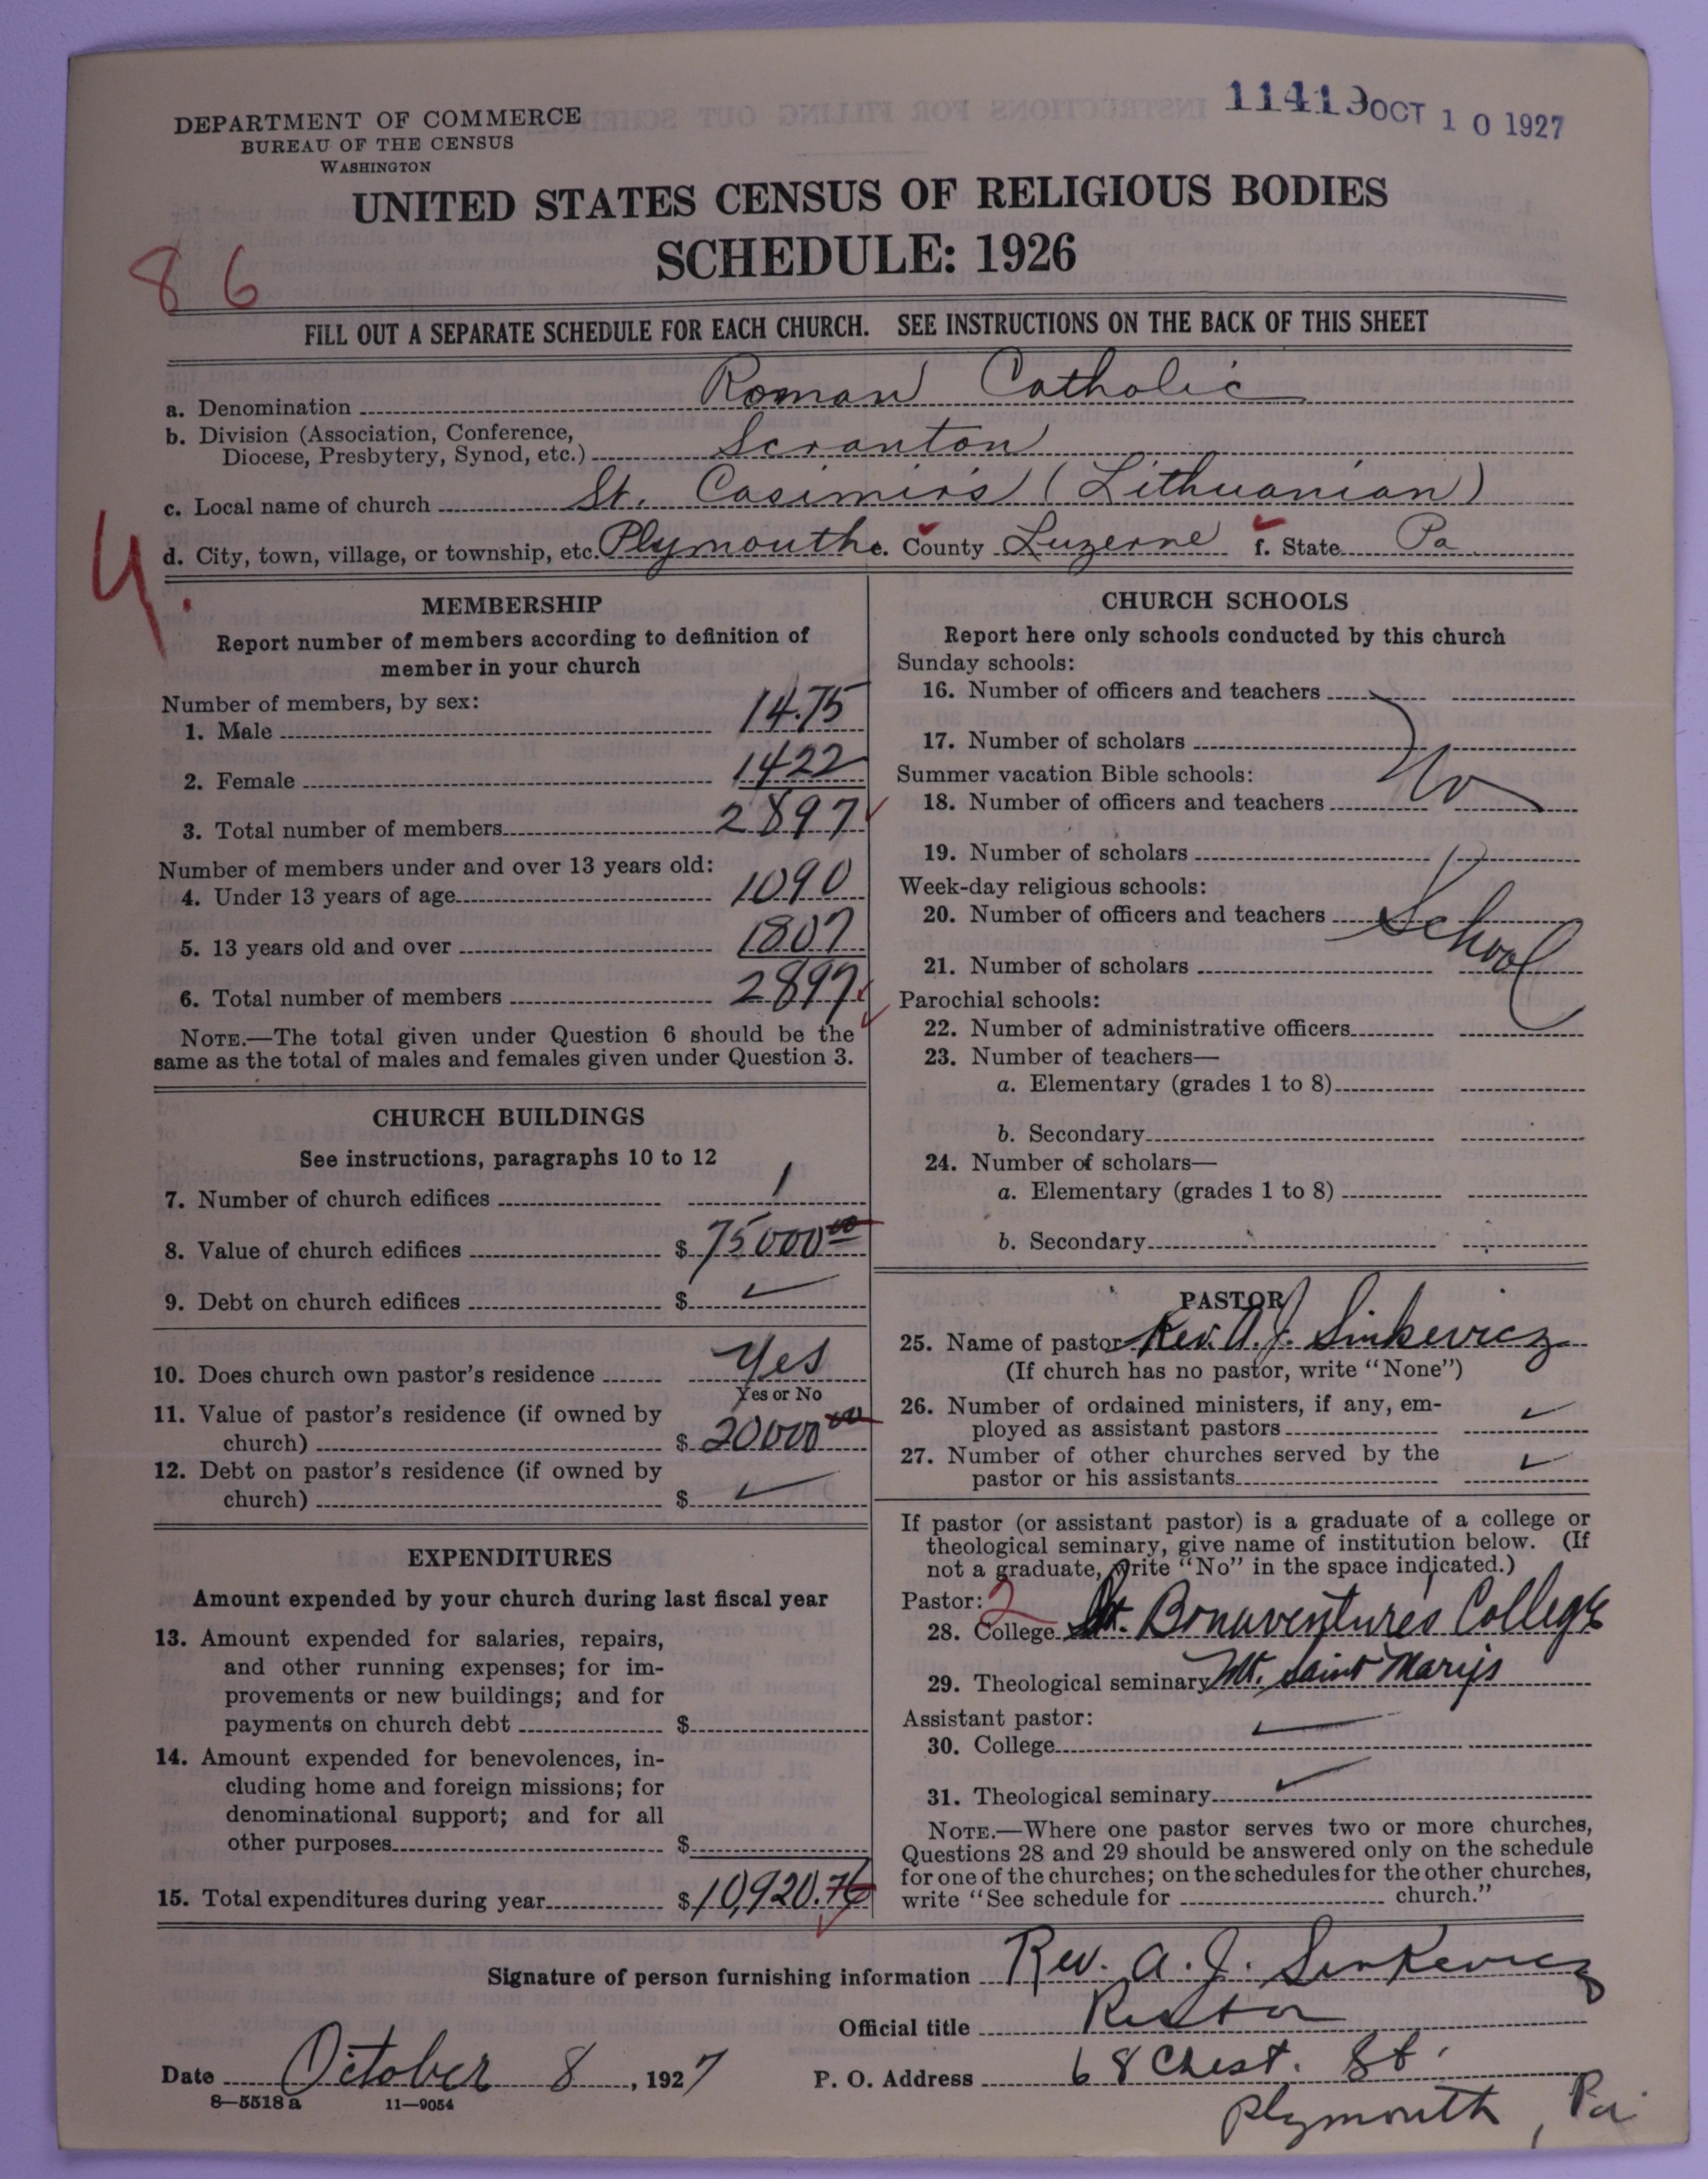 11419 OCT 10 1927
DEPARTMENT OF COMMERCE
BUREAU OF THE CENSUS
WASHINGTON
UNITED STATES CENSUS OF RELIGIOUS BODIES
SCHEDULE: 1926
86
FILL OUT A SEPARATE SCHEDULE FOR EACH CHURCH. SEE INSTRUCTIONS ON THE BACK OF THIS SHEET
a. Denomination Roman Catholic
b. Division (Association, Conference,
Diocese, Presbytery, Synod, etc.) Scranton
c. Local name of church St. Casimirs (Lithuanian)
d. City, town, village, or township, etc. Plymouth e. County Luzerne f. State Pa
MEMBERSHIP
Report number of members according to definition of
member in your church
Number of members, by sex:
1. Male 1475
2. Female 1422
3. Total number of members 2897
Number of members under and over 13 years old:
4. Under 13 years of age 1090
5. 13 years old and over 1807
6. Total number of members 2897
NOTE.—The total given under Question 6 should be the
same as the total of males and females given under Question 3.
CHURCH BUILDINGS
See instructions, paragraphs 10 to 12
7. Number of church edifices 1
8. Value of church edifices $ 75000 00
9. Debt on church edifices $
10. Does church own pastor's residence Yes
Yes or No
11. Value of pastor's residence (if owned by
church) $ 20000 00
12. Debt on pastor's residence (if owned by
church) $
EXPENDITURES
Amount expended by your church during last fiscal year
13. Amount expended for salaries, repairs,
and other running expenses; for im-
provements or new buildings; and for
payments on church debt $
14. Amount expended for benevolences, in-
cluding home and foreign missions; for
denominational support; and for all
other purposes $
15. Total expenditures during year $ 10,920.76
CHURCH SCHOOLS
Report here only schools conducted by this church
Sunday schools:
16. Number of officers and teachers
17. Number of scholars
Summer vacation Bible schools:
18. Number of officers and teachers No
19. Number of scholars
Week-day religious schools:
20. Number of officers and teachers School
21. Number of scholars
Parochial schools:
22. Number of administrative officers
23. Number of teachers—
a. Elementary (grades 1 to 8)
b. Secondary
24. Number of scholars—
a. Elementary (grades 1 to 8)
b. Secondary
PASTOR
25. Name of pastor Rev. A. J. Sinkevicz
(If church has no pastor, write "None")
26. Number of ordained ministers, if any, em-
ployed as assistant pastors
27. Number of other churches served by the
pastor or his assistants
If pastor (or assistant pastor) is a graduate of a college or
theological seminary, give name of institution below. (If
not a graduate, write "No" in the space indicated.)
Pastor: 2
28. College St. Bonaventures College
29. Theological seminary Mt. Saint Marys
Assistant pastor:
30. College
31. Theological seminary
NOTE.—Where one pastor serves two or more churches,
Questions 28 and 29 should be answered only on the schedule
for one of the churches; on the schedules for the other churches,
write "See schedule for church."
Signature of person furnishing information Rev. A. J. Sinkevicz
Official title Rector
Date October 8, 1927 P. O. Address 68 Chest. St.
Plymouth, Pa
8—5518a 11—9054